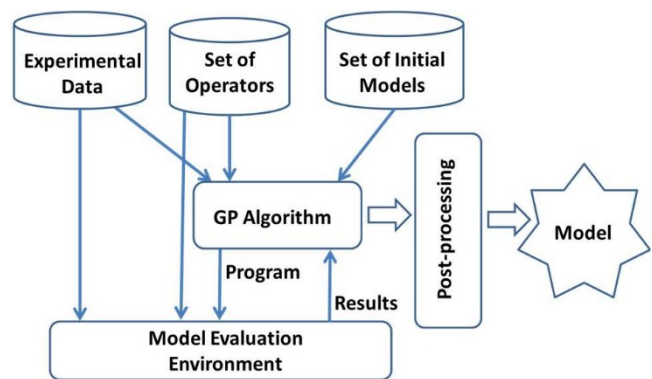 Experimental
Data
Set of
Operators
Set of Initial
Models
GP Algorithm
Post-processing
Model
Program
Results
Model Evaluation
Environment